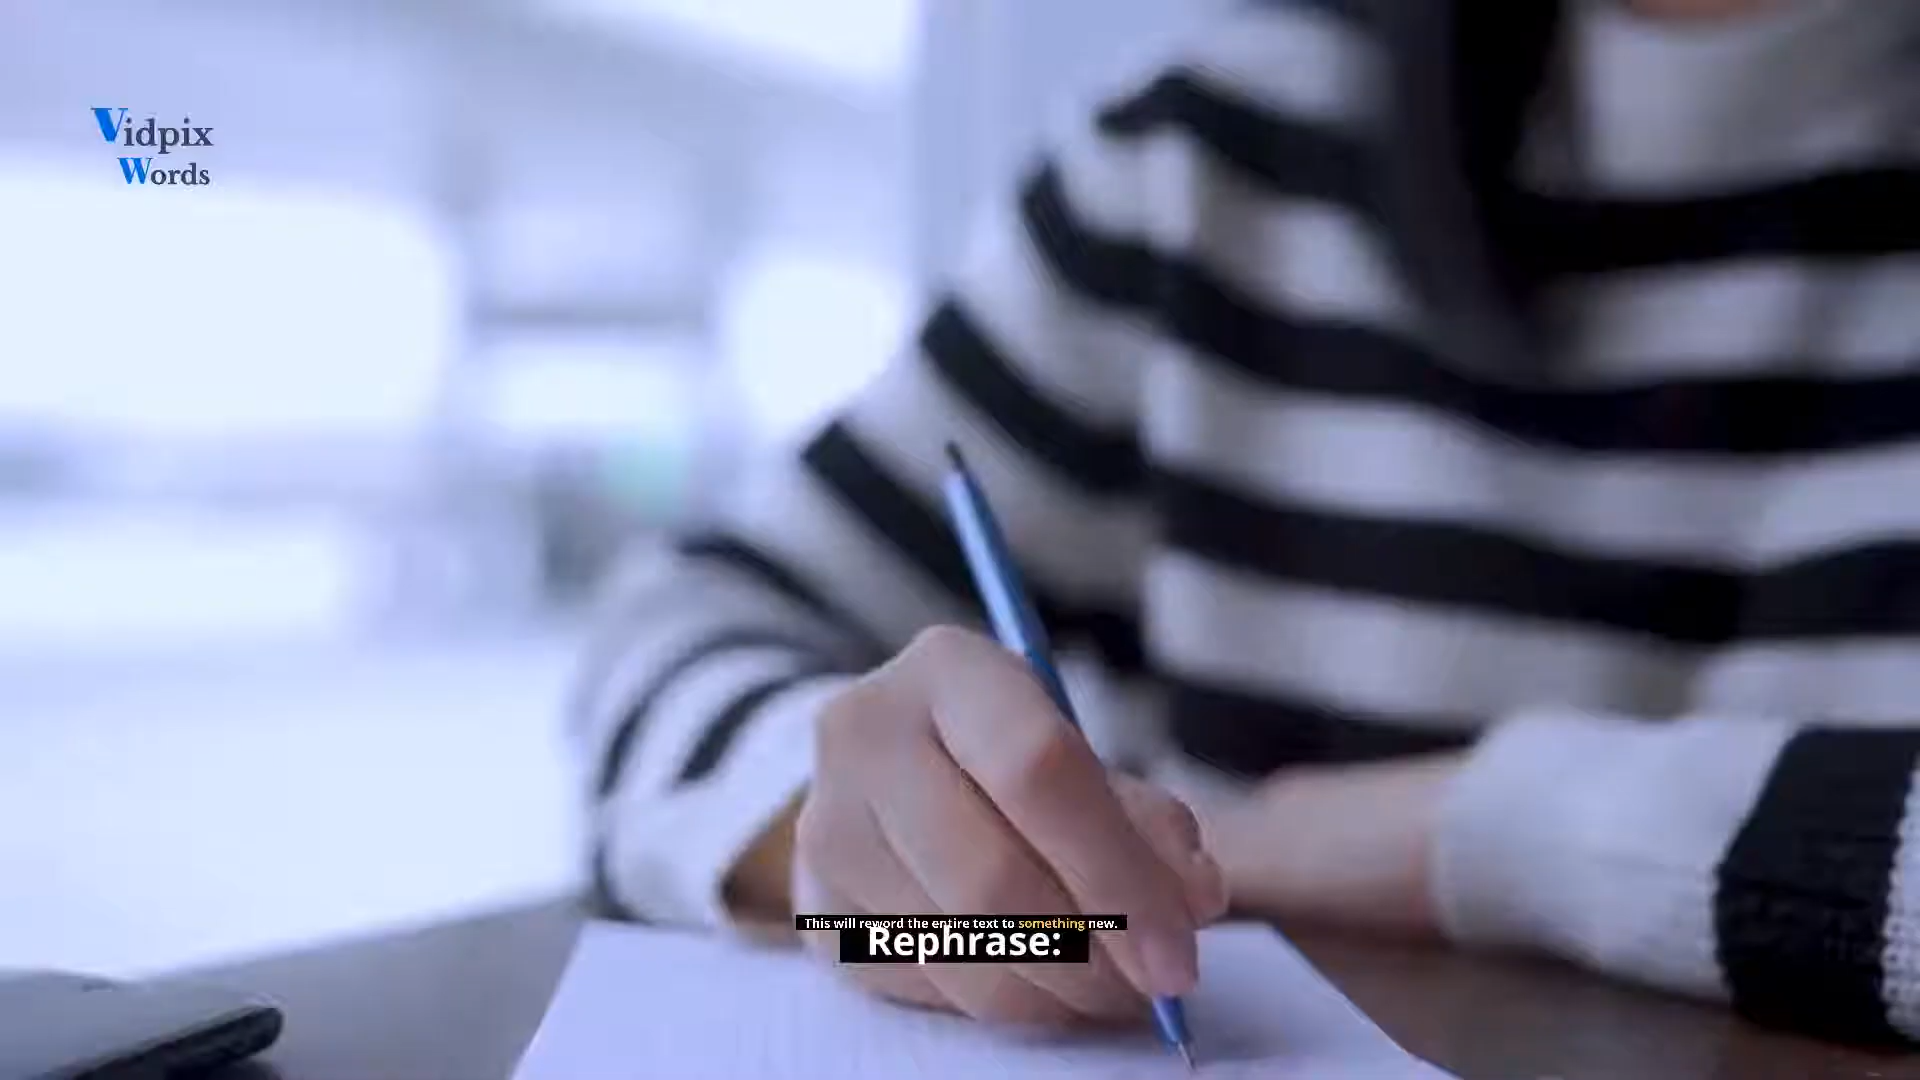 Vidpix
Words
This will reword the entire text to something new.
Rephrase: